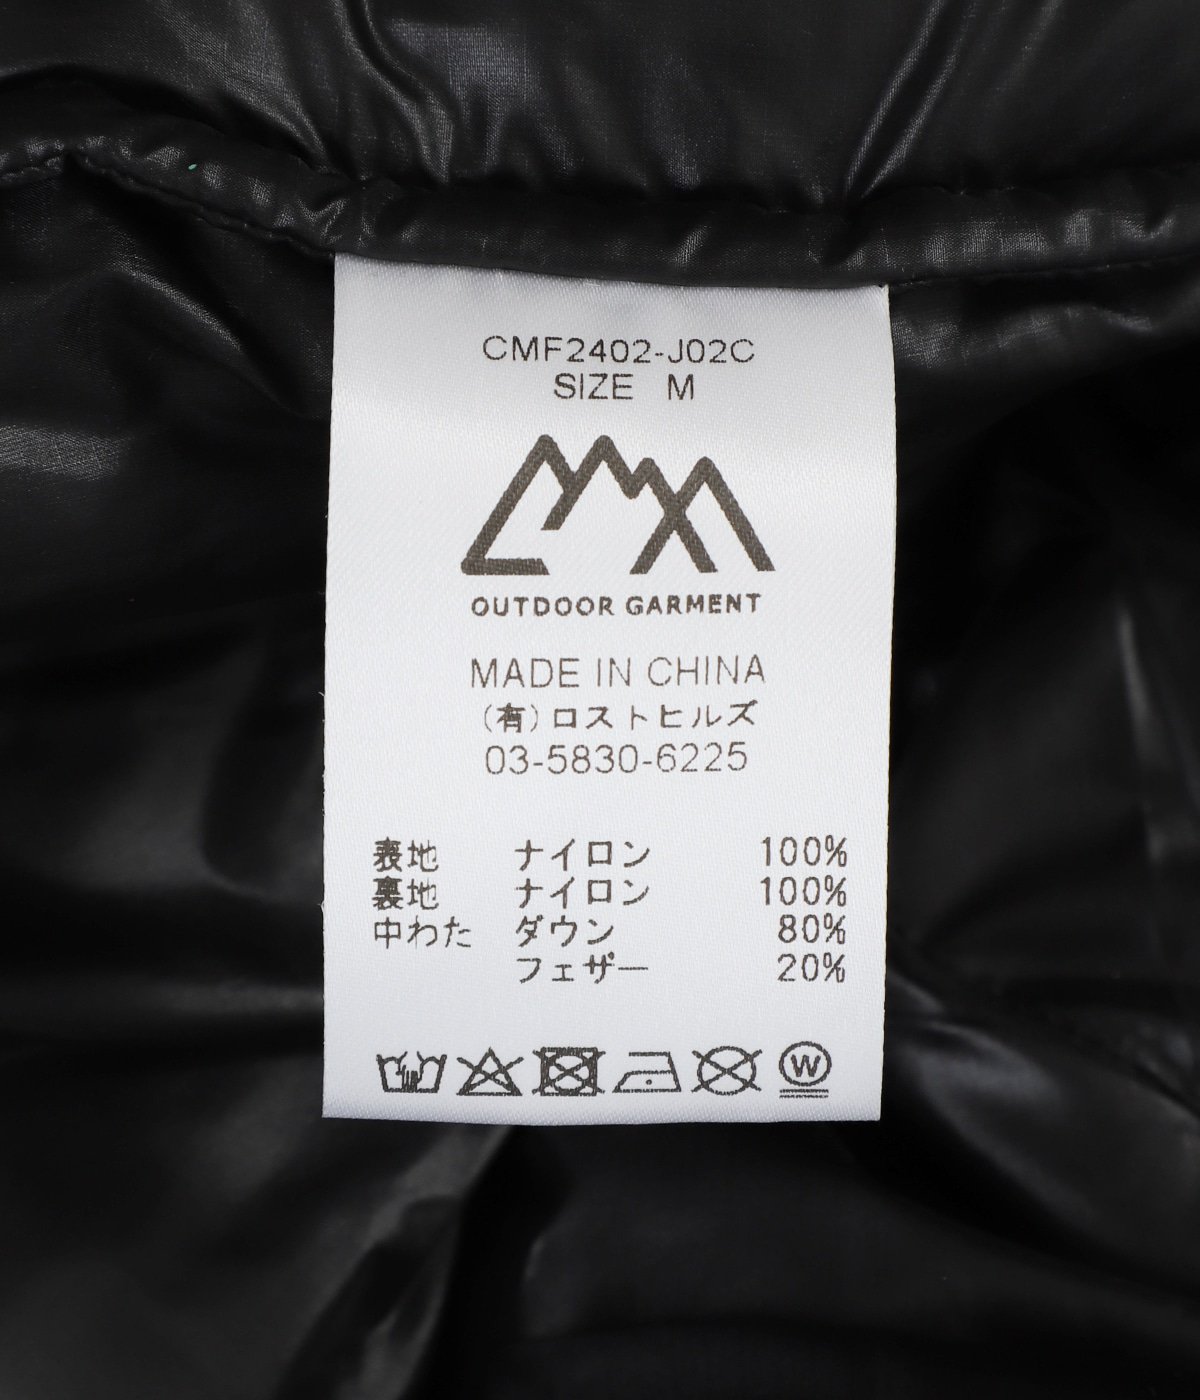 CMF2402-J02C
SIZE M
OUTDOOR GARMENT
MADE IN CHINA
(有)ロストヒルズ
03-5830-6225
表地 ナイロン 100%
裏地 ナイロン 100%
中わた ダウン 80%
フェザー 20%
W